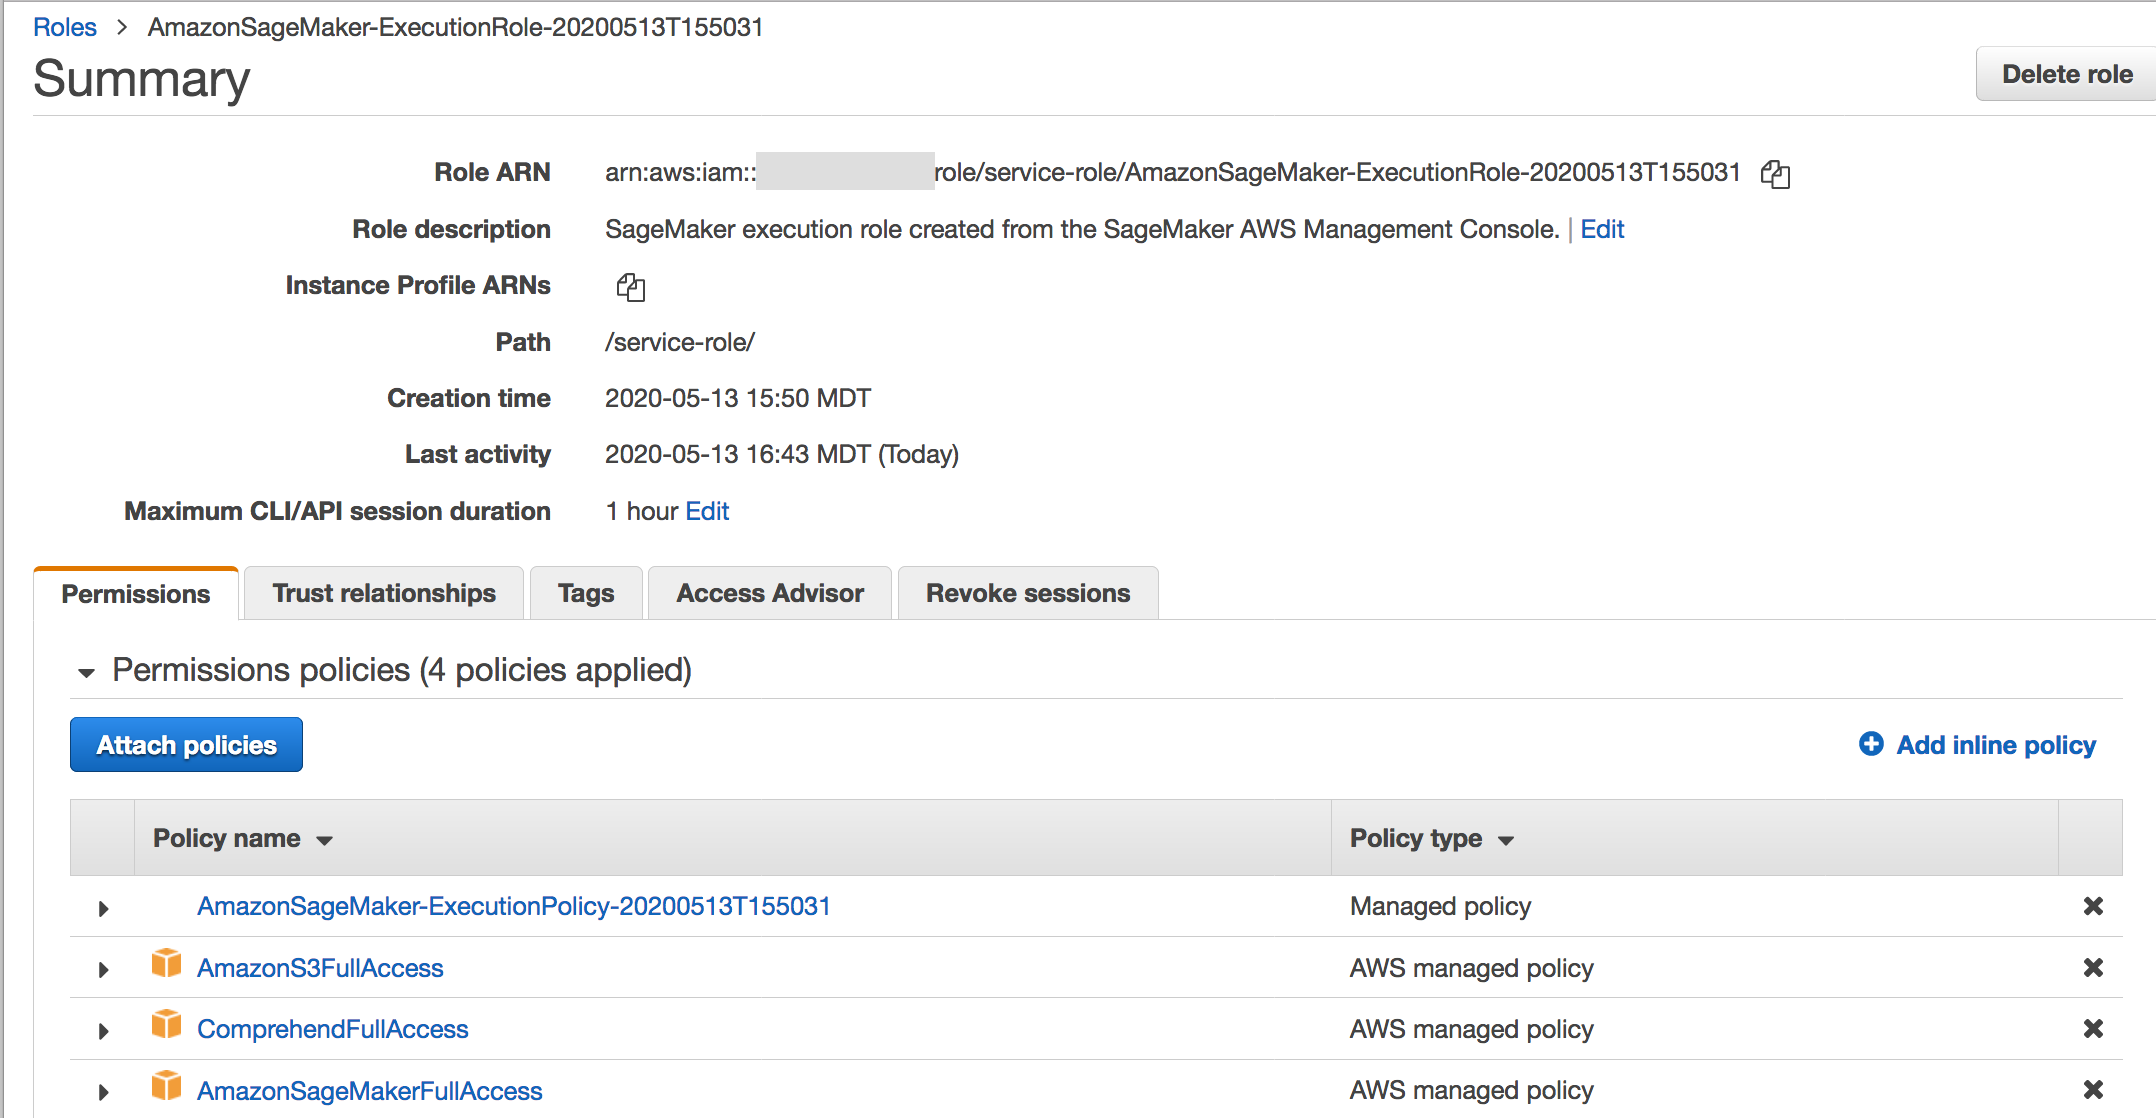 Roles > AmazonSageMaker-ExecutionRole-20200513T155031
Summary
Delete role
Role ARN arn:aws:iam:: role/service-role/AmazonSageMaker-ExecutionRole-20200513T155031
Role description SageMaker execution role created from the SageMaker AWS Management Console. | Edit
Instance Profile ARNs
Path /service-role/
Creation time 2020-05-13 15:50 MDT
Last activity 2020-05-13 16:43 MDT (Today)
Maximum CLI/API session duration 1 hour Edit
Permissions Trust relationships Tags Access Advisor Revoke sessions
Permissions policies (4 policies applied)
Attach policies Add inline policy
Policy name Policy type
AmazonSageMaker-ExecutionPolicy-20200513T155031 Managed policy
AmazonS3FullAccess AWS managed policy
ComprehendFullAccess AWS managed policy
AmazonSageMakerFullAccess AWS managed policy